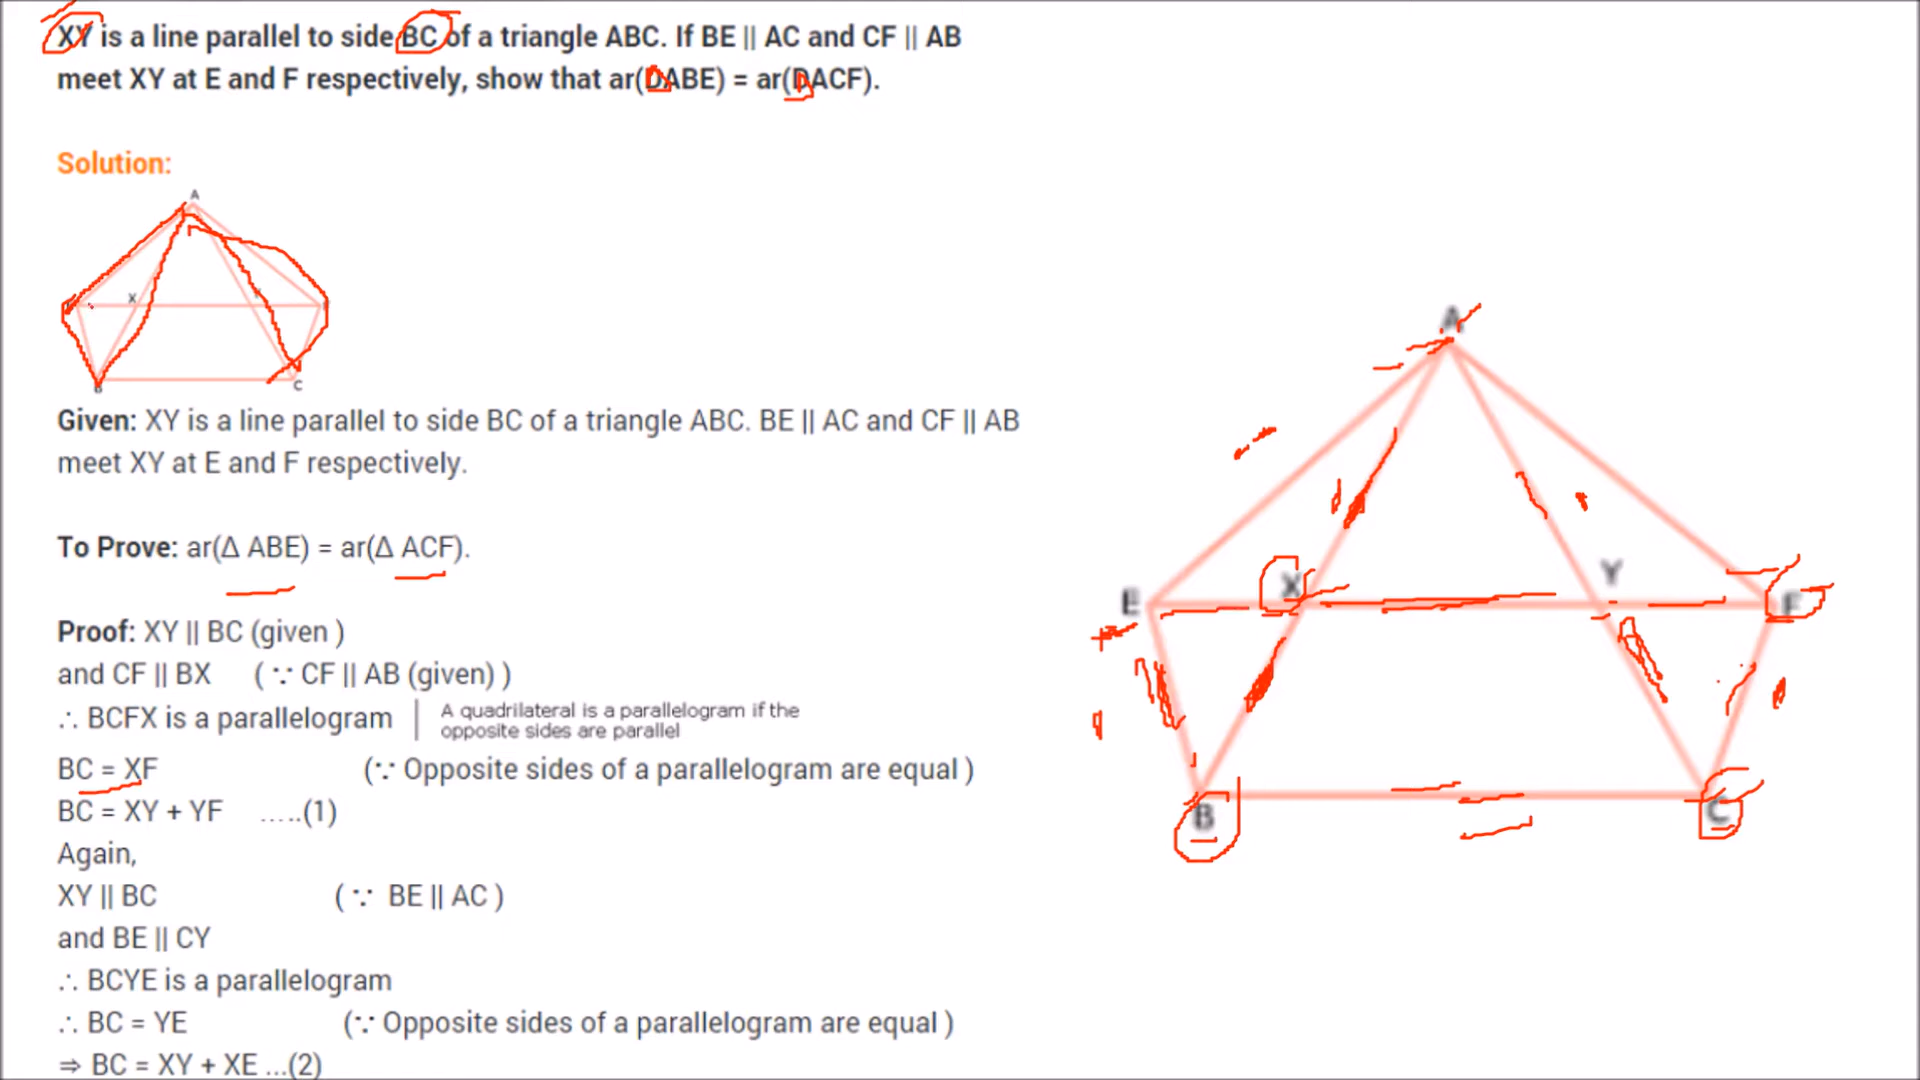 XY is a line parallel to side BC of a triangle ABC. If BE || AC and CF || AB
meet XY at E and F respectively, show that ar(DABE) = ar(DACF).
Solution:
A
X
B
C
Given: XY is a line parallel to side BC of a triangle ABC. BE || AC and CF || AB
meet XY at E and F respectively.
To Prove: ar(Δ ABE) = ar(Δ ACF).
Proof: XY || BC (given )
and CF || BX ( ∵ CF || AB (given) )
∴ BCFX is a parallelogram | A quadrilateral is a parallelogram if the
opposite sides are parallel
BC = XF (∵ Opposite sides of a parallelogram are equal )
BC = XY + YF .....(1)
Again,
XY || BC ( ∵ BE || AC )
and BE || CY
∴ BCYE is a parallelogram
∴ BC = YE (∵ Opposite sides of a parallelogram are equal )
⇒ BC = XY + XE ...(2)
A
E
X
Y
F
B
C